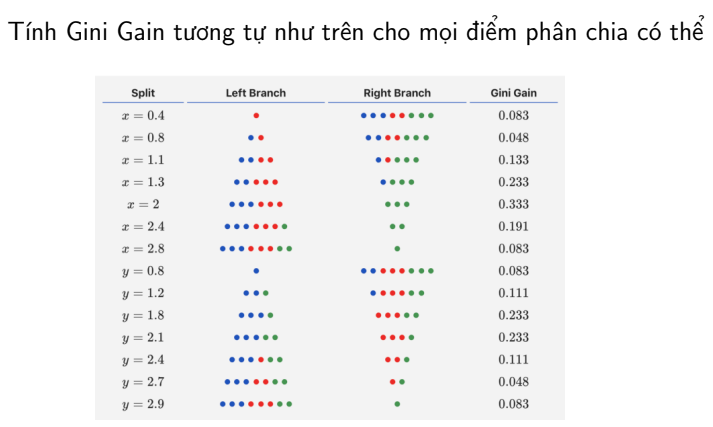 Tính Gini Gain tương tự như trên cho mọi điểm phân chia có thể
Split Left Branch Right Branch Gini Gain
x = 0.4 0.083
x = 0.8 0.048
x = 1.1 0.133
x = 1.3 0.233
x = 2 0.333
x = 2.4 0.191
x = 2.8 0.083
y = 0.8 0.083
y = 1.2 0.111
y = 1.8 0.233
y = 2.1 0.233
y = 2.4 0.111
y = 2.7 0.048
y = 2.9 0.083